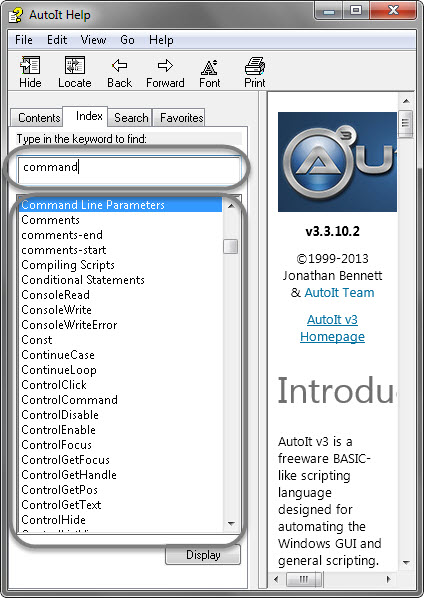 AutoIt Help
File Edit View Go Help
Hide Locate Back Forward Font Print
Contents Index Search Favorites
Type in the keyword to find:
command
Command Line Parameters
Comments
comments-end
comments-start
Compiling Scripts
Conditional Statements
ConsoleRead
ConsoleWrite
ConsoleWriteError
Const
ContinueCase
ContinueLoop
ControlClick
ControlCommand
ControlDisable
ControlEnable
ControlFocus
ControlGetFocus
ControlGetHandle
ControlGetPos
ControlGetText
ControlHide
Display
v3.3.10.2
©1999-2013
Jonathan Bennett
& AutoIt Team
AutoIt v3
Homepage
Introdu
AutoIt v3 is a
freeware BASIC-
like scripting
language
designed for
automating the
Windows GUI and
general scripting.